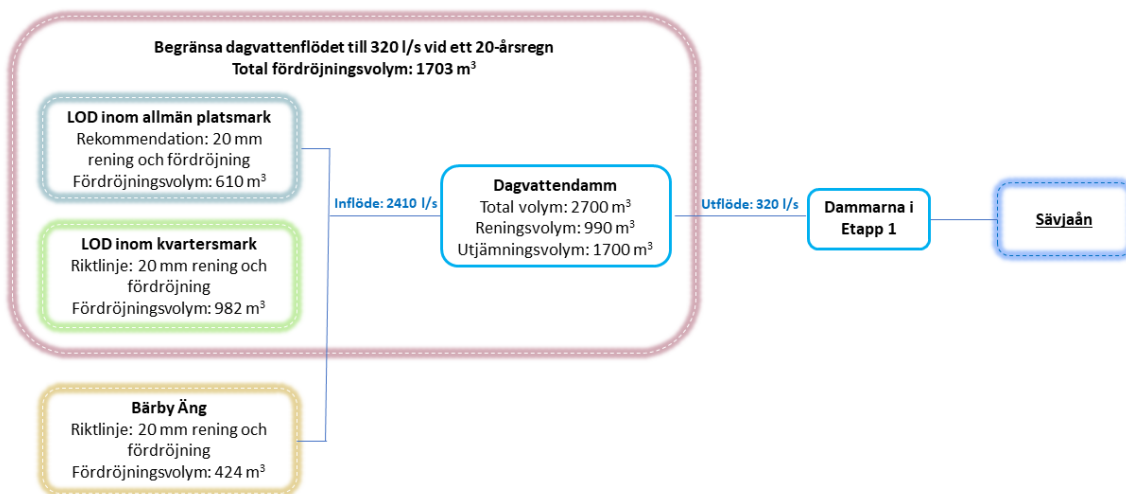 Begränsa dagvattenflödet till 320 l/s vid ett 20-årsregn
Total fördröjningsvolym: 1703 m³
LOD inom allmän platsmark
Rekommendation: 20 mm
rening och fördröjning
Fördröjningsvolym: 610 m³
LOD inom kvartersmark
Riktlinje: 20 mm rening och
fördröjning
Fördröjningsvolym: 982 m³
Bärby Äng
Riktlinje: 20 mm rening och
fördröjning
Fördröjningsvolym: 424 m³
Inflöde: 2410 l/s
Dagvattendamm
Total volym: 2700 m³
Reningsvolym: 990 m³
Utjämningsvolym: 1700 m³
Utflöde: 320 l/s
Dammarna i
Etapp 1
Sävjaån